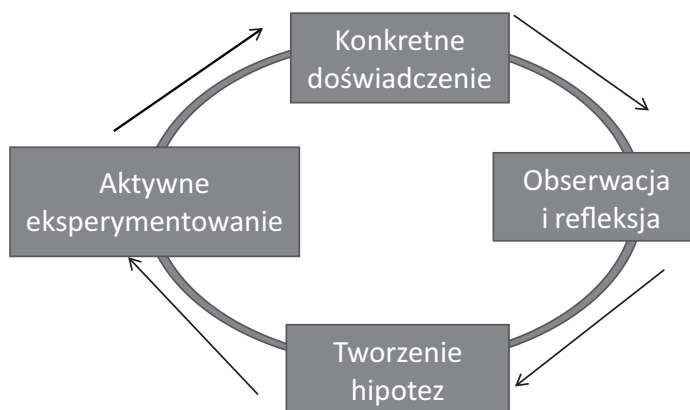 Konkretne
doświadczenie
Aktywne
eksperymentowanie
Obserwacja
i refleksja
Tworzenie
hipotez